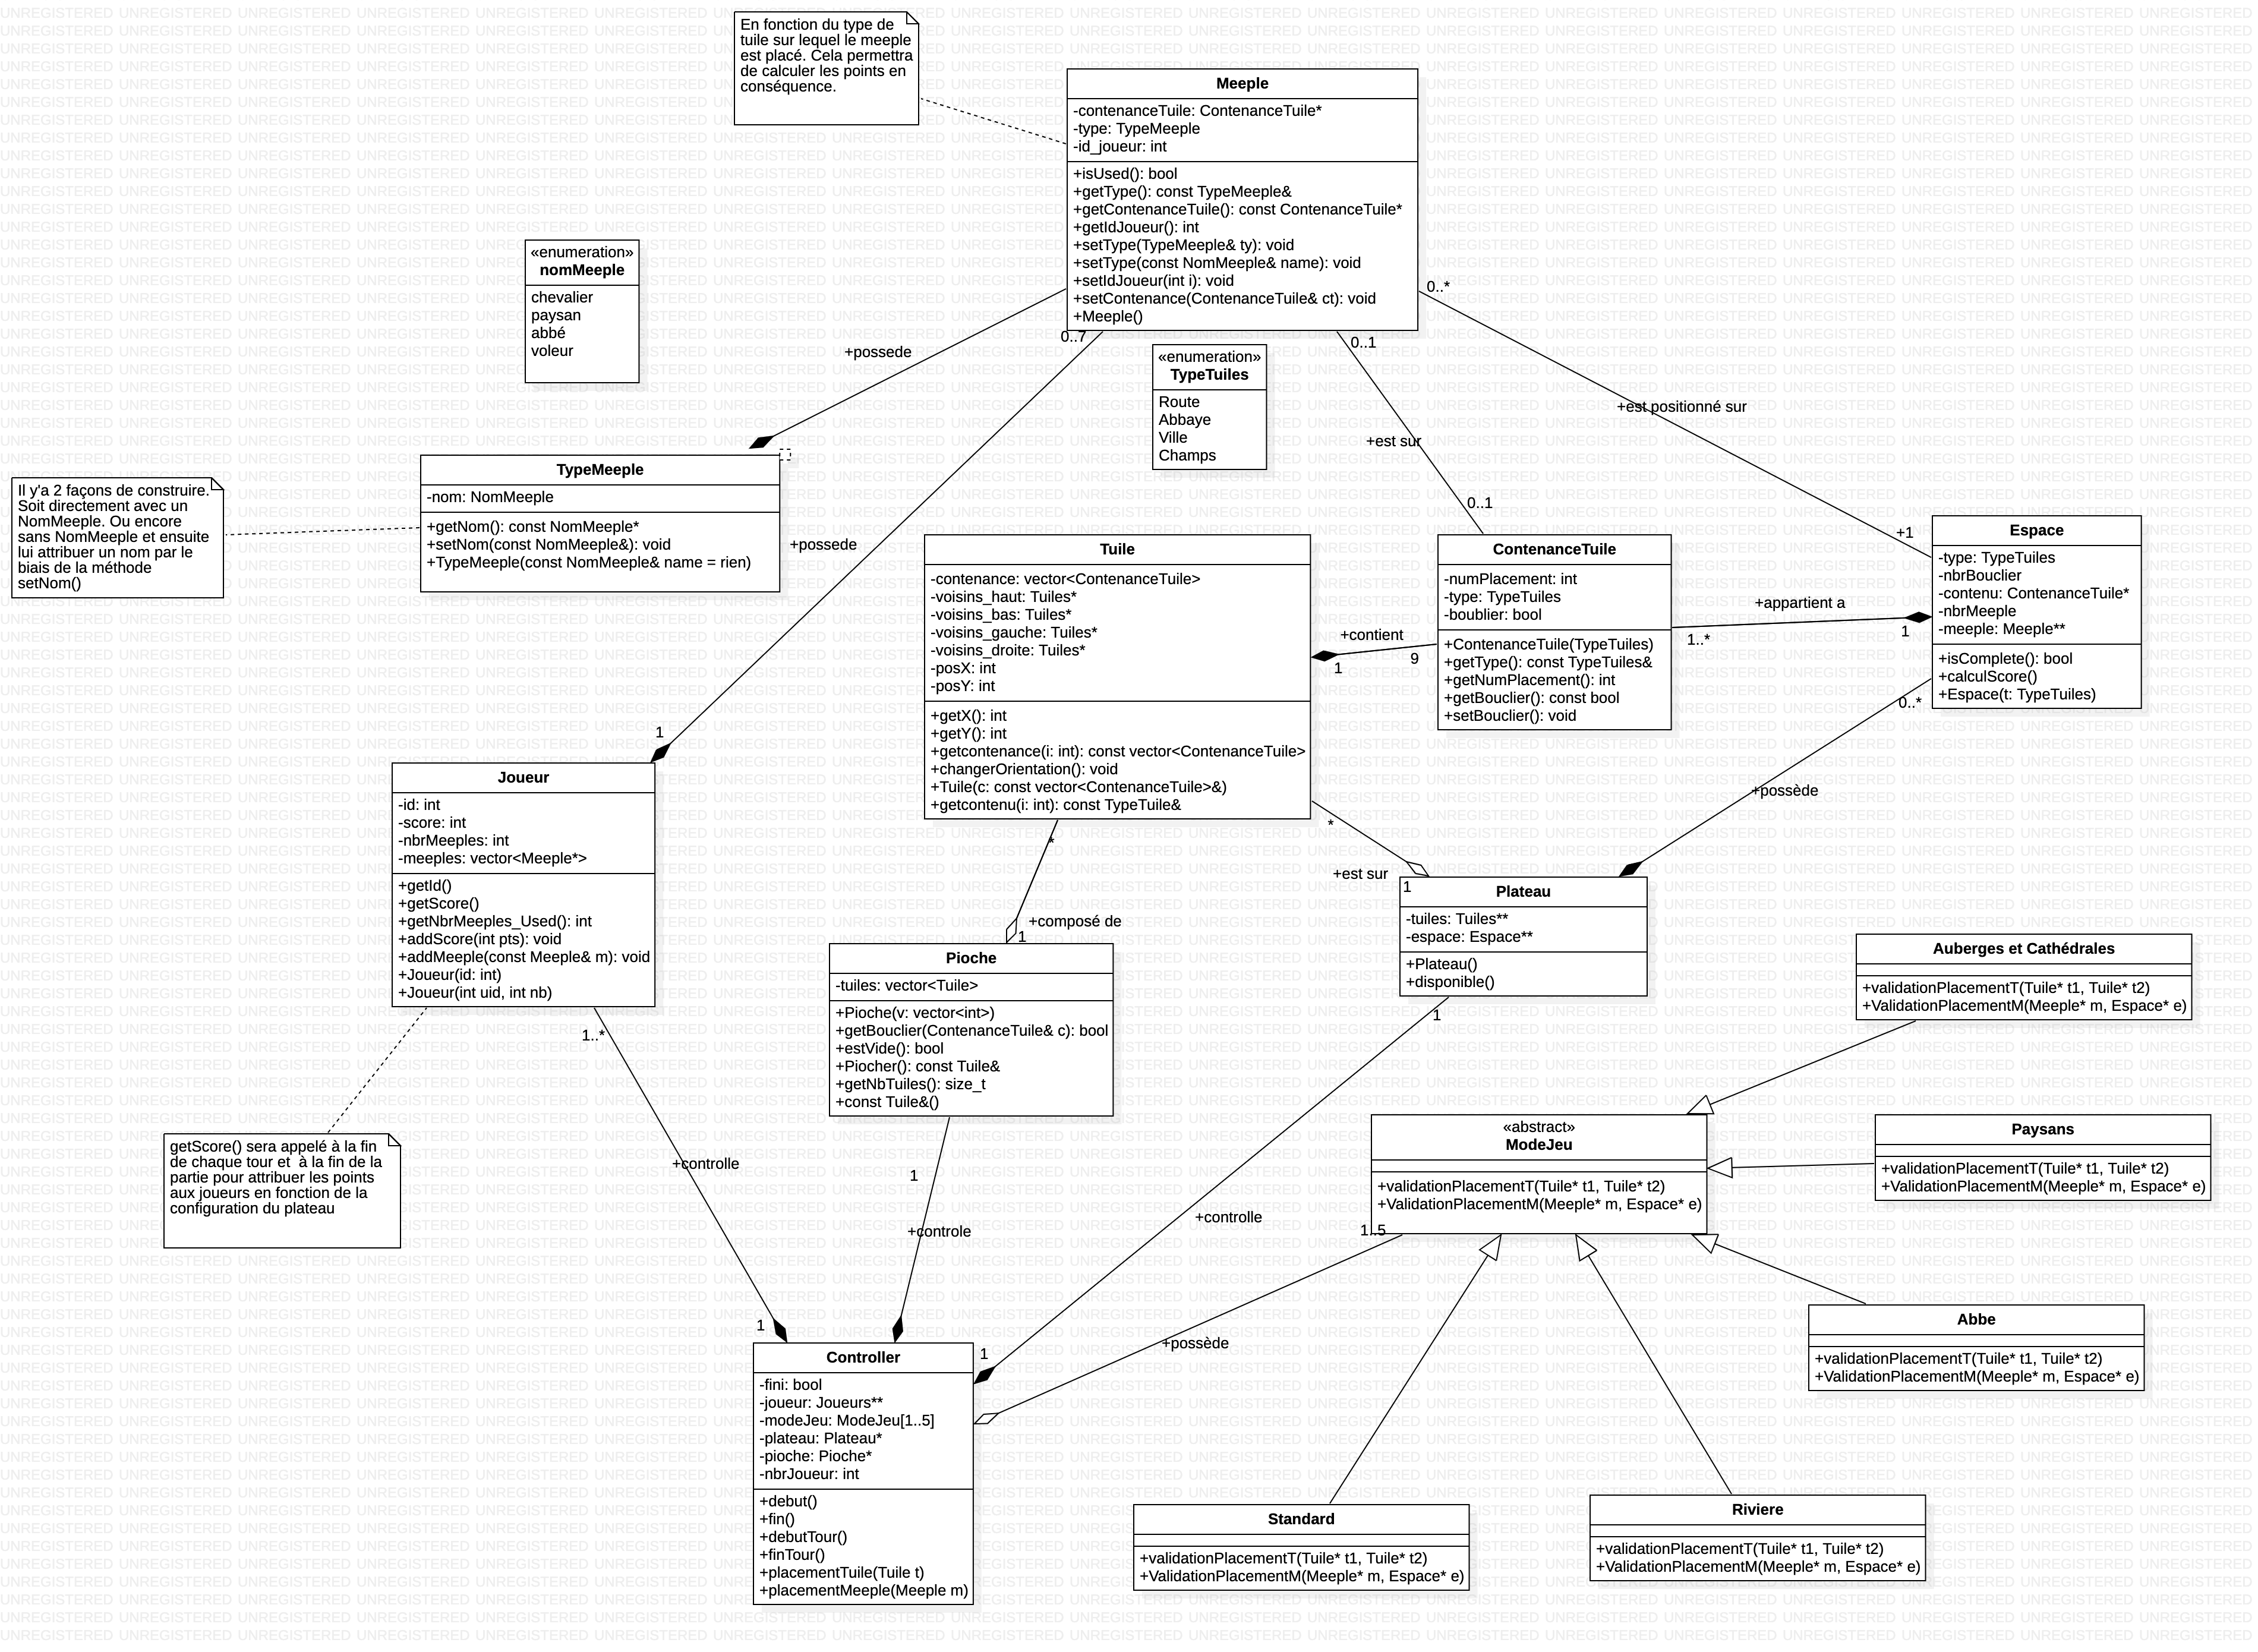 En fonction du type de
tuile sur lequel le meeple
est placé. Cela permettra
de calculer les points en
conséquence.
Meeple
-contenanceTuile: ContenanceTuile*
-type: TypeMeeple
-id_joueur: int
+isUsed(): bool
+getType(): const TypeMeeple&
+getContenanceTuile(): const ContenanceTuile*
+getIdJoueur(): int
+setType(TypeMeeple& ty): void
+setType(const NomMeeple& name): void
+setIdJoueur(int i): void
+setContenance(ContenanceTuile& ct): void
+Meeple()
«enumeration»
nomMeeple
chevalier
paysan
abbé
voleur
0..*
0..7
0..1
+possede
«enumeration»
TypeTuiles
Route
Abbaye
Ville
Champs
+est positionné sur
+est sur
0..1
+1
TypeMeeple
-nom: NomMeeple
+getNom(): const NomMeeple*
+setNom(const NomMeeple&): void
+TypeMeeple(const NomMeeple& name = rien)
Il y'a 2 façons de construire.
Soit directement avec un
NomMeeple. Ou encore
sans NomMeeple et ensuite
lui attribuer un nom par le
biais de la méthode
setNom()
+possede
Tuile
-contenance: vector<ContenanceTuile>
-voisins_haut: Tuiles*
-voisins_bas: Tuiles*
-voisins_gauche: Tuiles*
-voisins_droite: Tuiles*
-posX: int
-posY: int
+getX(): int
+getY(): int
+getcontenance(i: int): const vector<ContenanceTuile>
+changerOrientation(): void
+Tuile(c: const vector<ContenanceTuile>&)
+getcontenu(i: int): const TypeTuile&
+contient
1
9
ContenanceTuile
-numPlacement: int
-type: TypeTuiles
-boublier: bool
+ContenanceTuile(TypeTuiles)
+getType(): const TypeTuiles&
+getNumPlacement(): int
+getBouclier(): const bool
+setBouclier(): void
+appartient a
1..*
1
Espace
-type: TypeTuiles
-nbrBouclier
-contenu: ContenanceTuile*
-nbrMeeple
-meeple: Meeple**
+isComplete(): bool
+calculScore()
+Espace(t: TypeTuiles)
0..*
+possède
1
Joueur
-id: int
-score: int
-nbrMeeples: int
-meeples: vector<Meeple*>
+getId()
+getScore()
+getNbrMeeples_Used(): int
+addScore(int pts): void
+addMeeple(const Meeple& m): void
+Joueur(id: int)
+Joueur(int uid, int nb)
*
*
+est sur
1
+composé de
1
Plateau
-tuiles: Tuiles**
-espace: Espace**
+Plateau()
+disponible()
1
Pioche
-tuiles: vector<Tuile>
+Pioche(v: vector<int>)
+getBouclier(ContenanceTuile& c): bool
+estVide(): bool
+Piocher(): const Tuile&
+getNbTuiles(): size_t
+const Tuile&()
Auberges et Cathédrales
+validationPlacementT(Tuile* t1, Tuile* t2)
+ValidationPlacementM(Meeple* m, Espace* e)
1..*
getScore() sera appelé à la fin
de chaque tour et  à la fin de la
partie pour attribuer les points
aux joueurs en fonction de la
configuration du plateau
+controlle
1
+controle
+controlle
«abstract»
ModeJeu
+validationPlacementT(Tuile* t1, Tuile* t2)
+ValidationPlacementM(Meeple* m, Espace* e)
1..5
Paysans
+validationPlacementT(Tuile* t1, Tuile* t2)
+ValidationPlacementM(Meeple* m, Espace* e)
+possède
1
1
Controller
-fini: bool
-joueur: Joueurs**
-modeJeu: ModeJeu[1..5]
-plateau: Plateau*
-pioche: Pioche*
-nbrJoueur: int
+debut()
+fin()
+debutTour()
+finTour()
+placementTuile(Tuile t)
+placementMeeple(Meeple m)
Abbe
+validationPlacementT(Tuile* t1, Tuile* t2)
+ValidationPlacementM(Meeple* m, Espace* e)
Standard
+validationPlacementT(Tuile* t1, Tuile* t2)
+ValidationPlacementM(Meeple* m, Espace* e)
Riviere
+validationPlacementT(Tuile* t1, Tuile* t2)
+ValidationPlacementM(Meeple* m, Espace* e)
UNREGISTERED